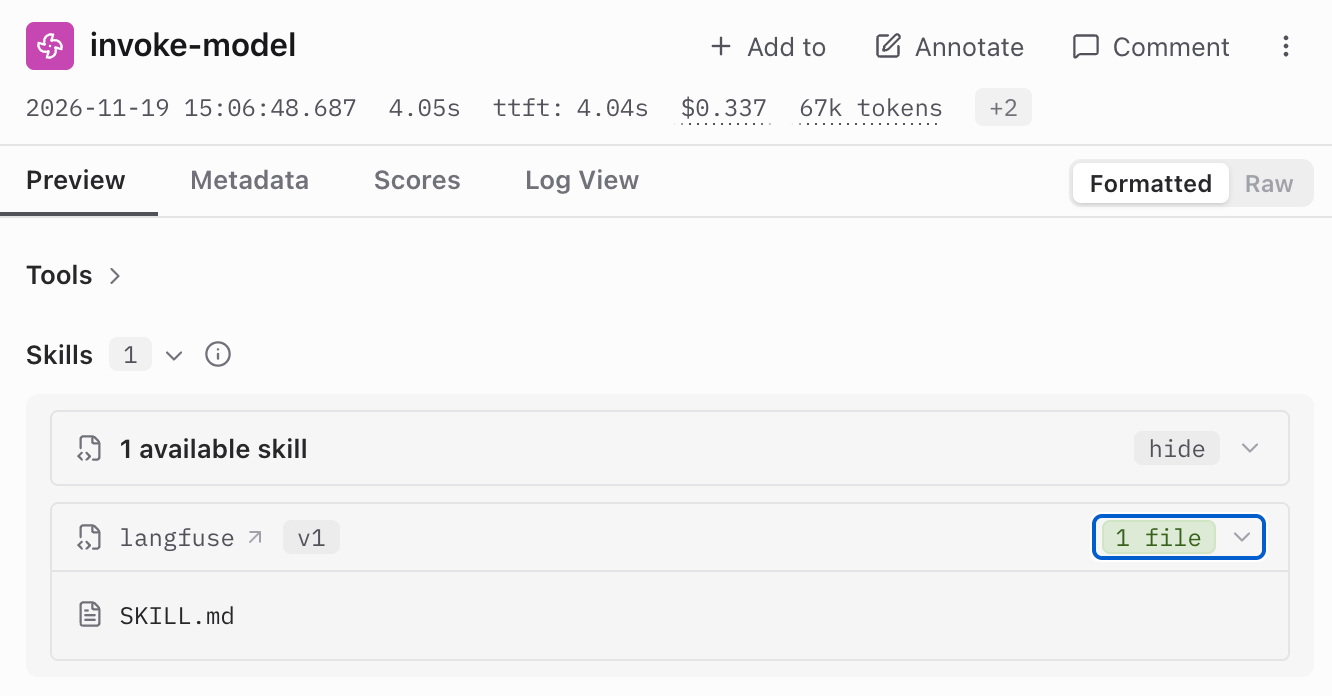 invoke-model
Add to
Annotate
Comment
2026-11-19 15:06:48.687 4.05s ttft: 4.04s $0.337 67k tokens +2
Preview Metadata Scores Log View
Formatted Raw
Tools
Skills 1
1 available skill hide
langfuse v1 1 file
SKILL.md